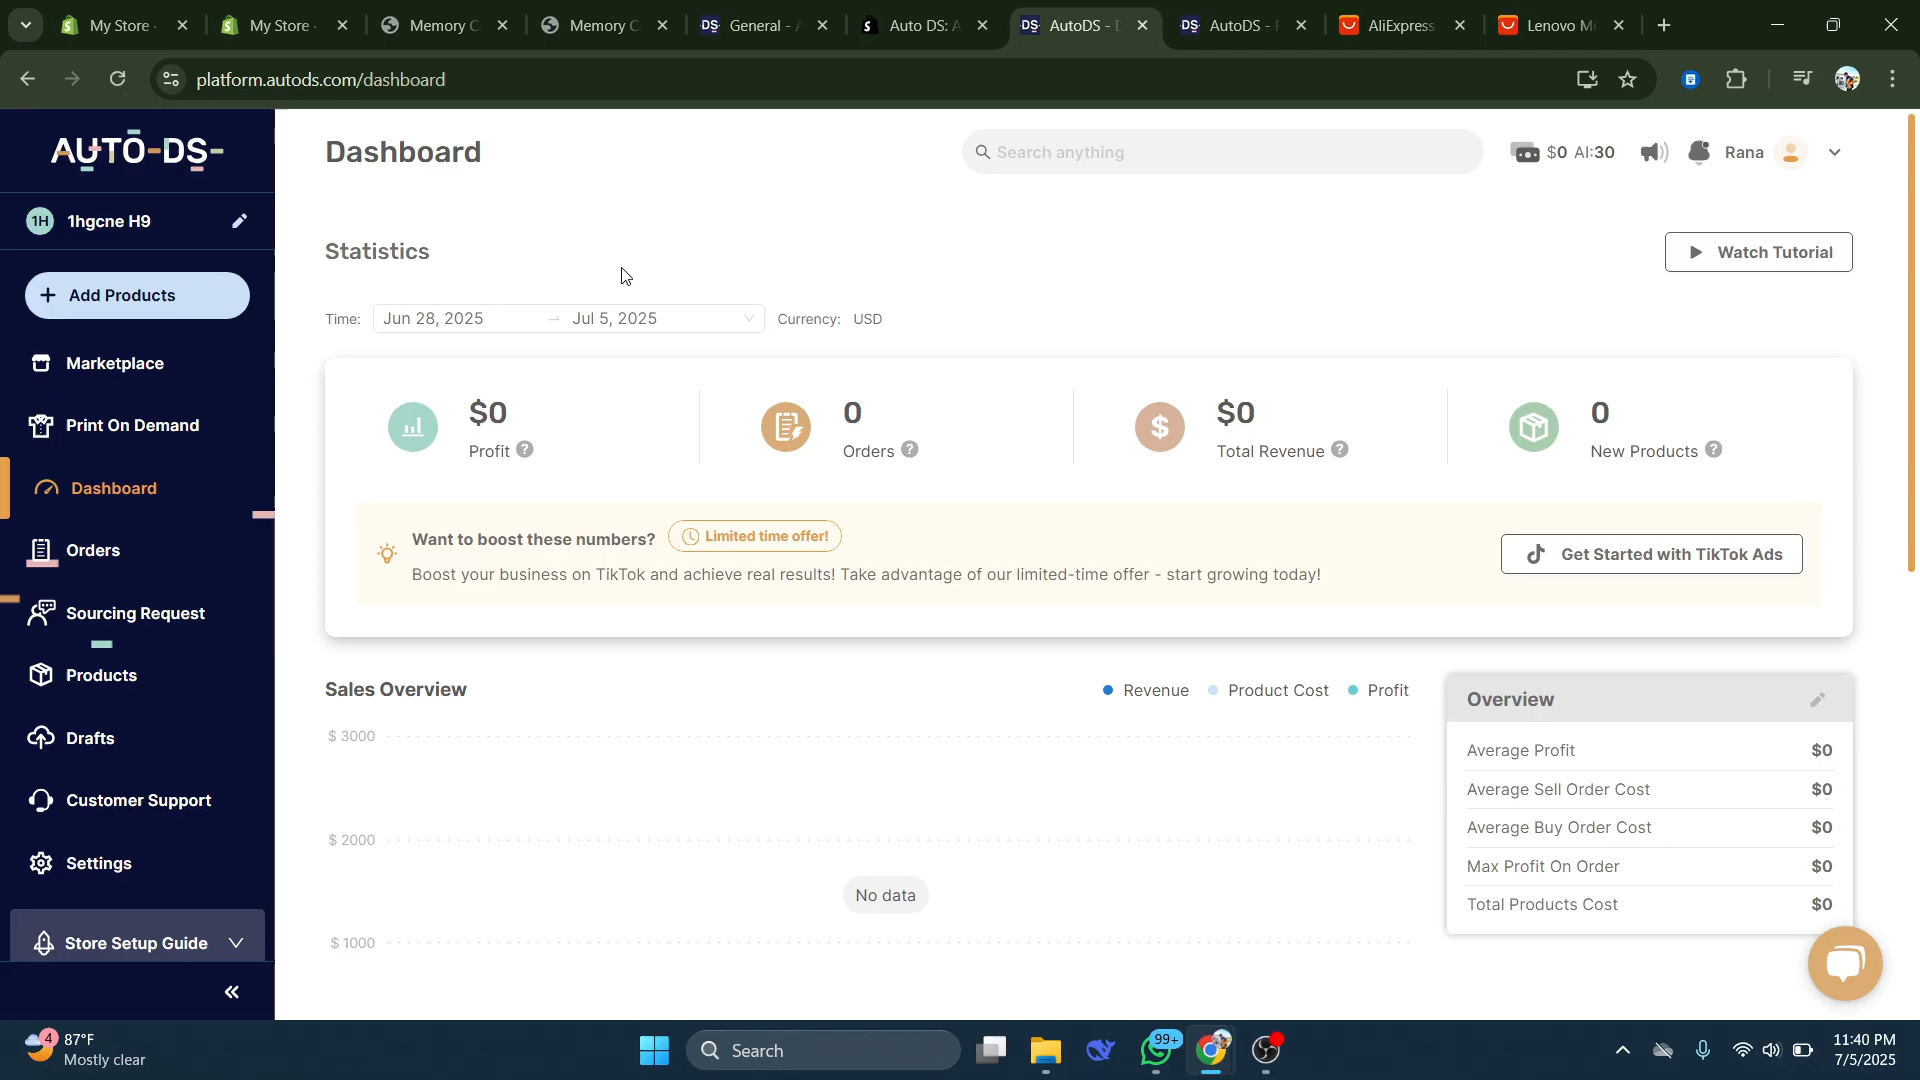 My Store
My Store
Memory C
Memory C
General - A
Auto DS: A
AutoDS - D
AutoDS - P
AliExpress
Lenovo Mo
platform.autods.com/dashboard
AUTO-DS-
Dashboard
Search anything
$0 AI:30
Rana
1H
1hgcne H9
Add Products
Marketplace
Print On Demand
Dashboard
Orders
Sourcing Request
Products
Drafts
Customer Support
Settings
Store Setup Guide
Statistics
Watch Tutorial
Time: Jun 28, 2025 → Jul 5, 2025 Currency: USD
$0
Profit ?
0
Orders ?
$0
Total Revenue ?
0
New Products ?
Want to boost these numbers? Limited time offer!
Boost your business on TikTok and achieve real results! Take advantage of our limited-time offer - start growing today!
Get Started with TikTok Ads
Sales Overview
Revenue Product Cost Profit
$ 3000
$ 2000
No data
$ 1000
Overview
Average Profit $0
Average Sell Order Cost $0
Average Buy Order Cost $0
Max Profit On Order $0
Total Products Cost $0
4
87°F
Mostly clear
Search
99+
11:40 PM
7/5/2025